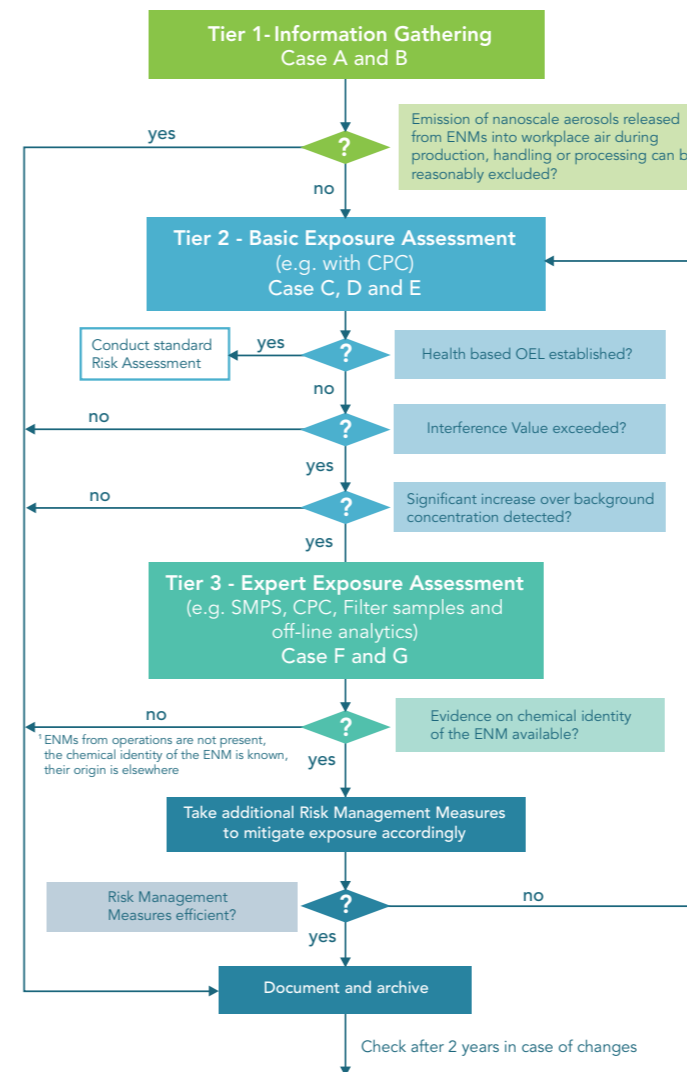 Tier 1- Information Gathering
Case A and B
yes
?
Emission of nanoscale aerosols released
from ENMs into workplace air during
production, handling or processing can b
reasonably excluded?
no
Tier 2 - Basic Exposure Assessment
(e.g. with CPC)
Case C, D and E
Conduct standard
Risk Assessment
yes
?
Health based OEL established?
no
no
?
Interference Value exceeded?
yes
no
?
Significant increase over background
concentration detected?
yes
Tier 3 - Expert Exposure Assessment
(e.g. SMPS, CPC, Filter samples and
off-line analytics)
Case F and G
no
?
Evidence on chemical identity
of the ENM available?
¹ ENMs from operations are not present,
the chemical identity of the ENM is known,
their origin is elsewhere
yes
Take additional Risk Management Measures
to mitigate exposure accordingly
Risk Management
Measures efficient?
?
no
yes
Document and archive
Check after 2 years in case of changes